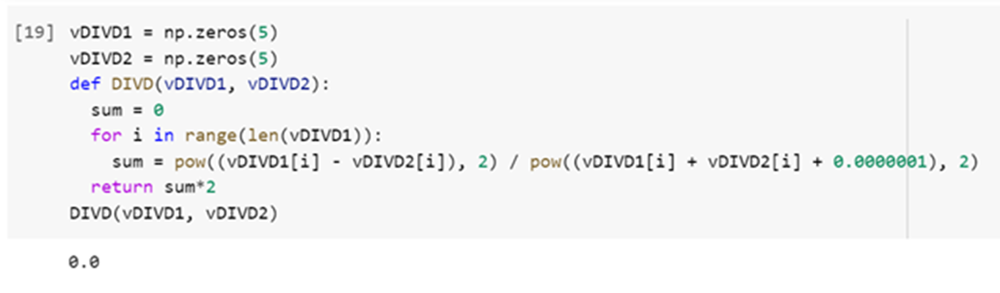 [19] vDIVD1 = np.zeros(5)
vDIVD2 = np.zeros(5)
def DIVD(vDIVD1, vDIVD2):
  sum = 0
  for i in range(len(vDIVD1)):
    sum = pow((vDIVD1[i] - vDIVD2[i]), 2) / pow((vDIVD1[i] + vDIVD2[i] + 0.0000001), 2)
  return sum*2
DIVD(vDIVD1, vDIVD2)
0.0